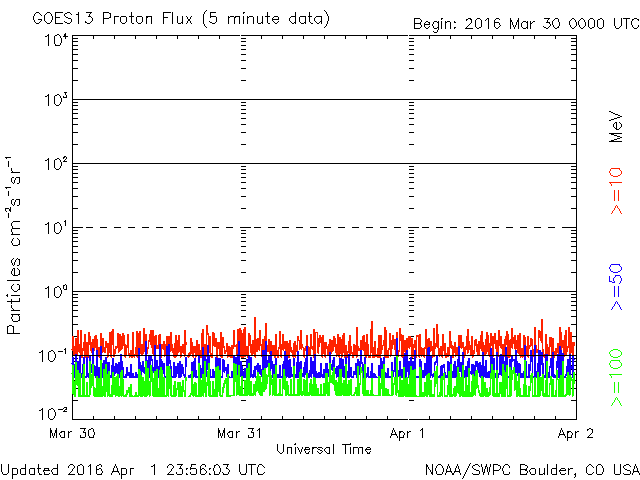 GOES13 Proton Flux (5 minute data)
Begin: 2016 Mar 30 0000 UTC
10⁴
10³
10²
10¹
10⁰
10⁻¹
10⁻²
Particles cm⁻²s⁻¹sr⁻¹
MeV
>=10
>=50
>=100
Mar 30
Mar 31
Apr 1
Apr 2
Universal Time
Updated 2016 Apr 1 23:56:03 UTC
NOAA/SWPC Boulder, CO USA